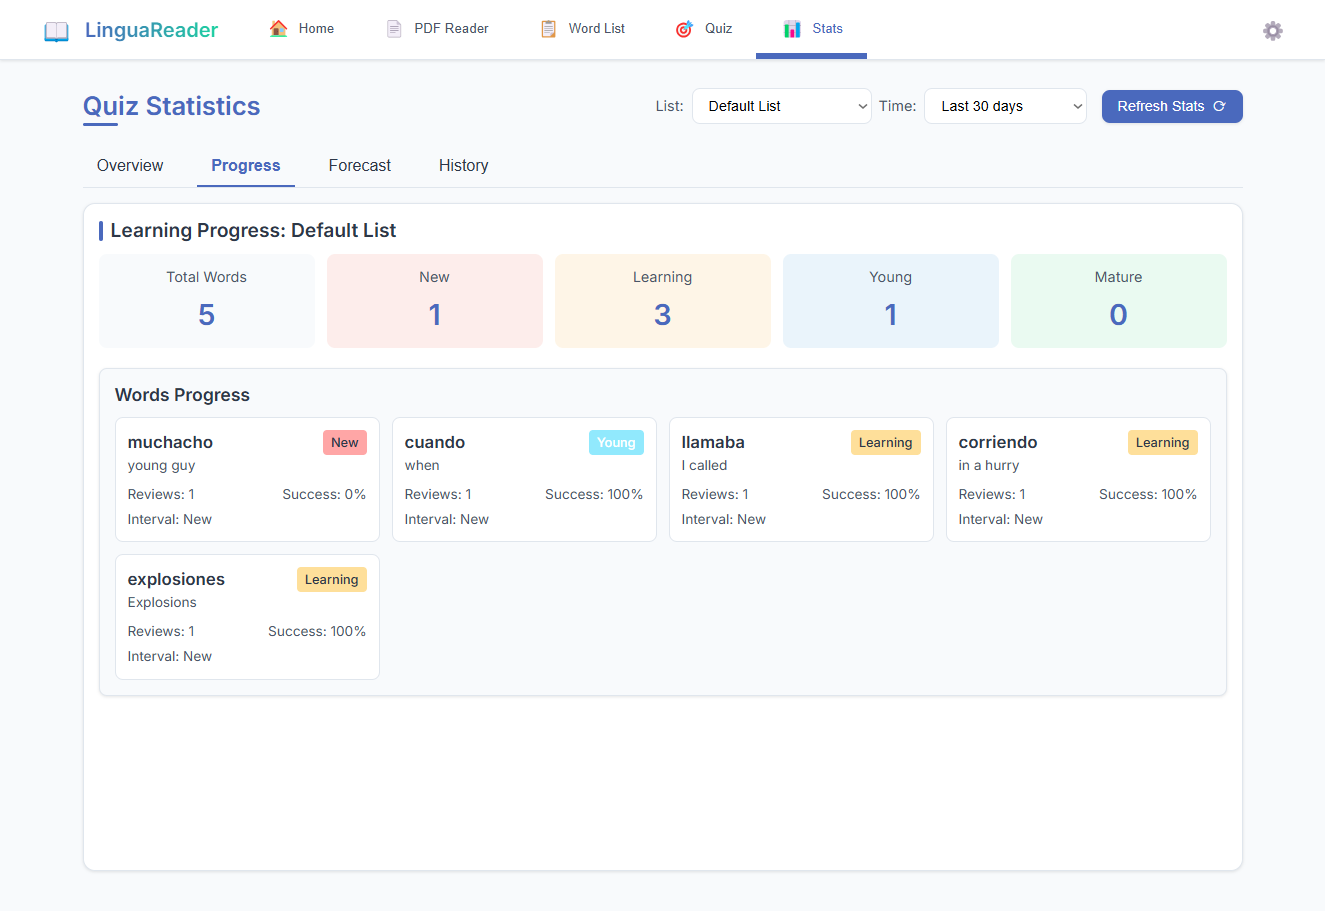 LinguaReader Home PDF Reader Word List Quiz Stats
Quiz Statistics List: Default List Time: Last 30 days Refresh Stats
Overview Progress Forecast History
Learning Progress: Default List
Total Words New Learning Young Mature
5 1 3 1 0
Words Progress
muchacho New cuando Young llamaba Learning corriendo Learning
young guy when I called in a hurry
Reviews: 1 Success: 0% Reviews: 1 Success: 100% Reviews: 1 Success: 100% Reviews: 1 Success: 100%
Interval: New Interval: New Interval: New Interval: New
explosiones Learning
Explosions
Reviews: 1 Success: 100%
Interval: New